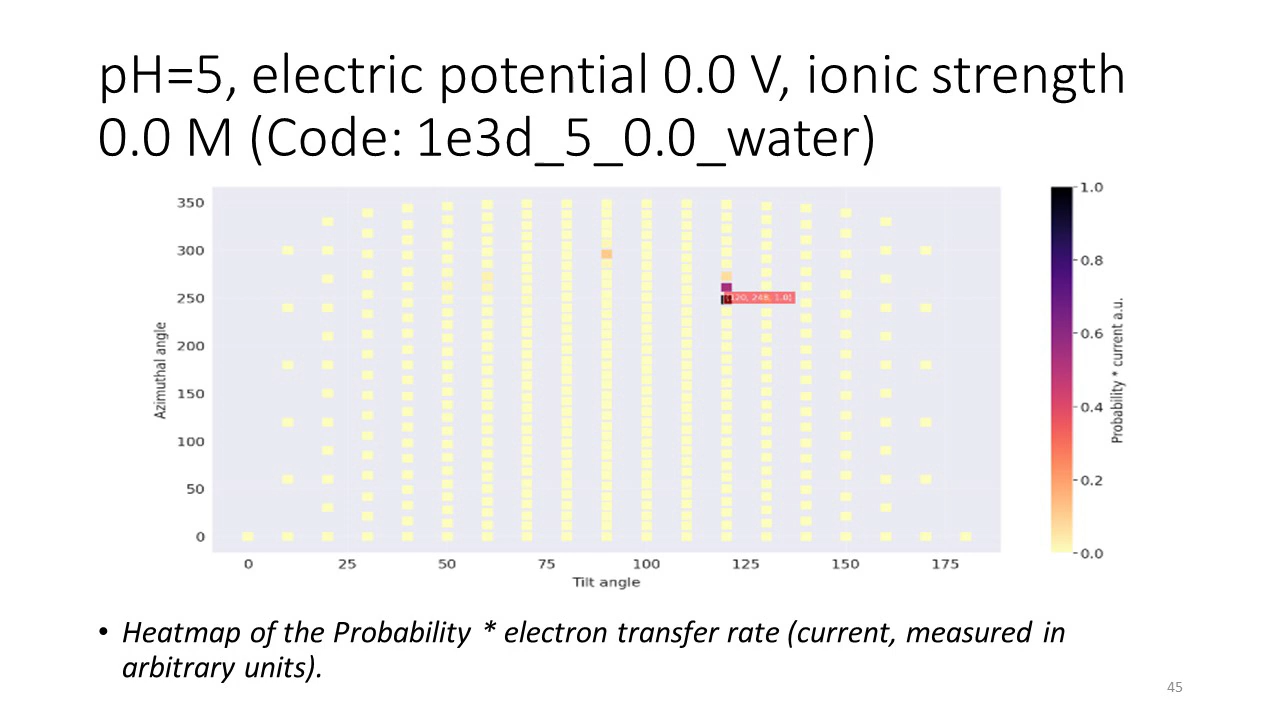 pH=5, electric potential 0.0 V, ionic strength
0.0 M (Code: 1e3d_5_0.0_water)
350
300
250
200
150
100
50
0
Azimuthal angle
[120, 248, 1.0]
0
25
50
75
100
125
150
175
Tilt angle
1.0
0.8
0.6
0.4
0.2
0.0
Probability * current a.u.
• Heatmap of the Probability * electron transfer rate (current, measured in
arbitrary units).
45